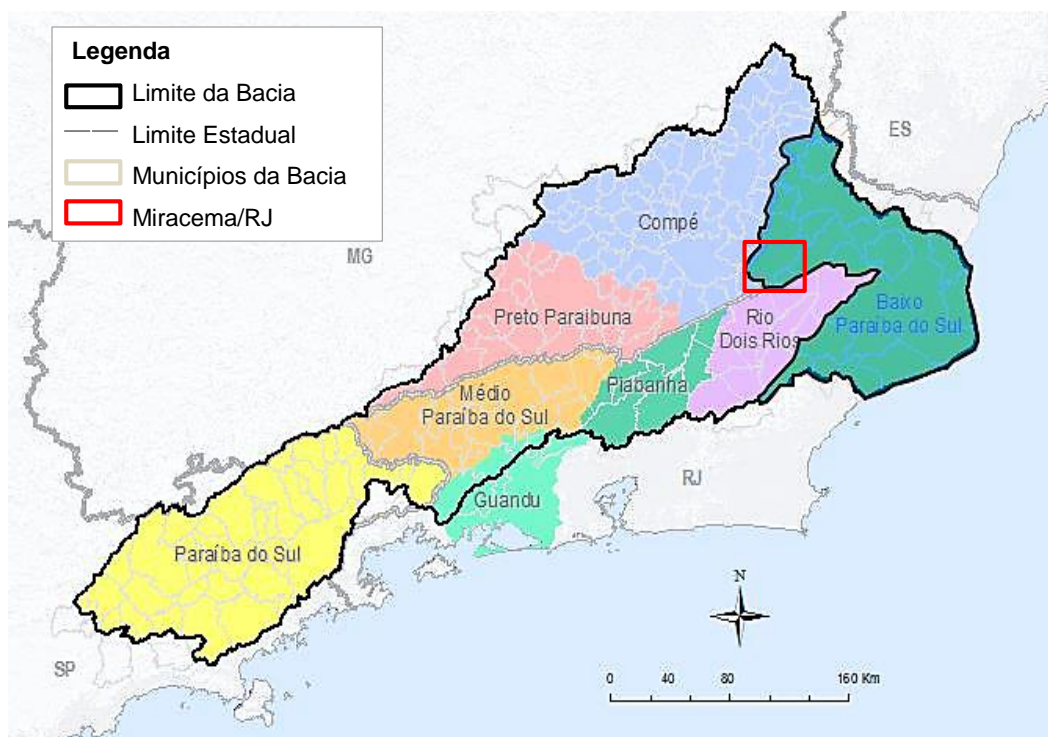 Legenda
Limite da Bacia
Limite Estadual
Municípios da Bacia
Miracema/RJ
ES
MG
Compé
Preto Paraibuna
Rio
Dois Rios
Baixo
Paraíba do Sul
Piabanha
Médio
Paraíba do Sul
Guandu
RJ
Paraíba do Sul
SP
N
0 40 80 160 Km